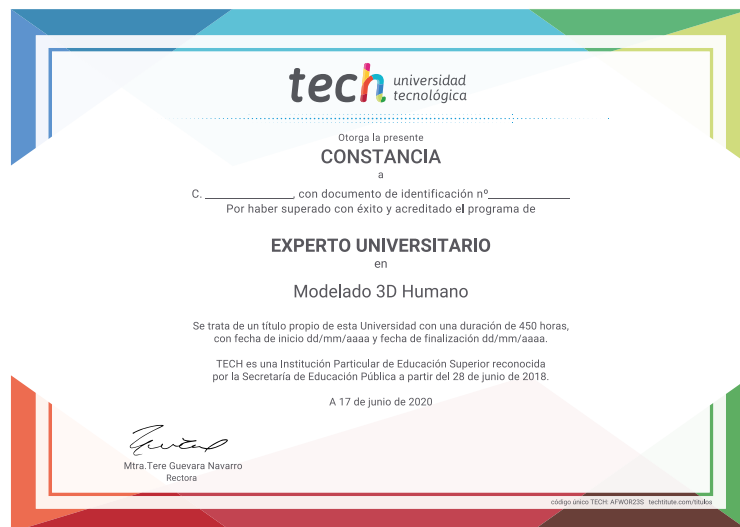 tech universidad
tecnológica
Otorga la presente
CONSTANCIA
a
C. ______________, con documento de identificación nº______________
Por haber superado con éxito y acreditado el programa de
EXPERTO UNIVERSITARIO
en
Modelado 3D Humano
Se trata de un título propio de esta Universidad con una duración de 450 horas,
con fecha de inicio dd/mm/aaaa y fecha de finalización dd/mm/aaaa.
TECH es una Institución Particular de Educación Superior reconocida
por la Secretaría de Educación Pública a partir del 28 de junio de 2018.
A 17 de junio de 2020
Mtra.Tere Guevara Navarro
Rectora
código único TECH: AFWOR23S techtitute.com/titulos